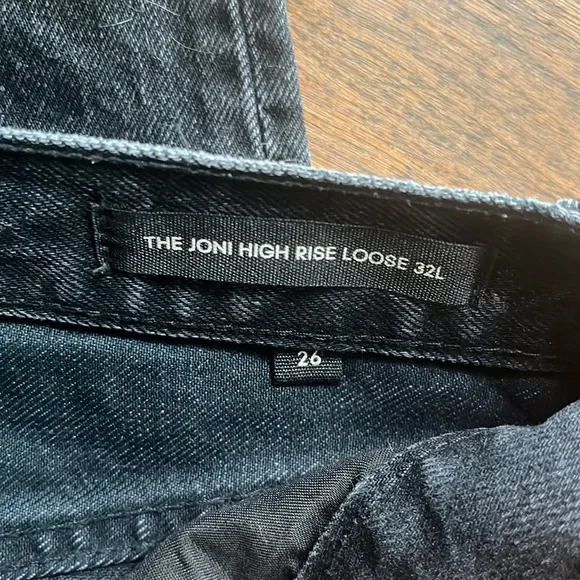 THE JONI HIGH RISE LOOSE 32L
26